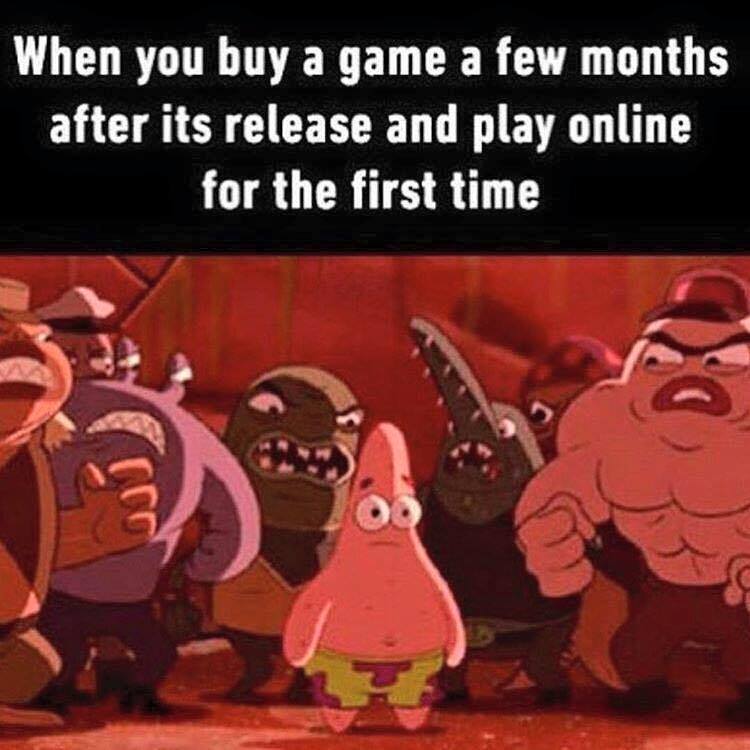 When you buy a game a few months
after its release and play online
for the first time